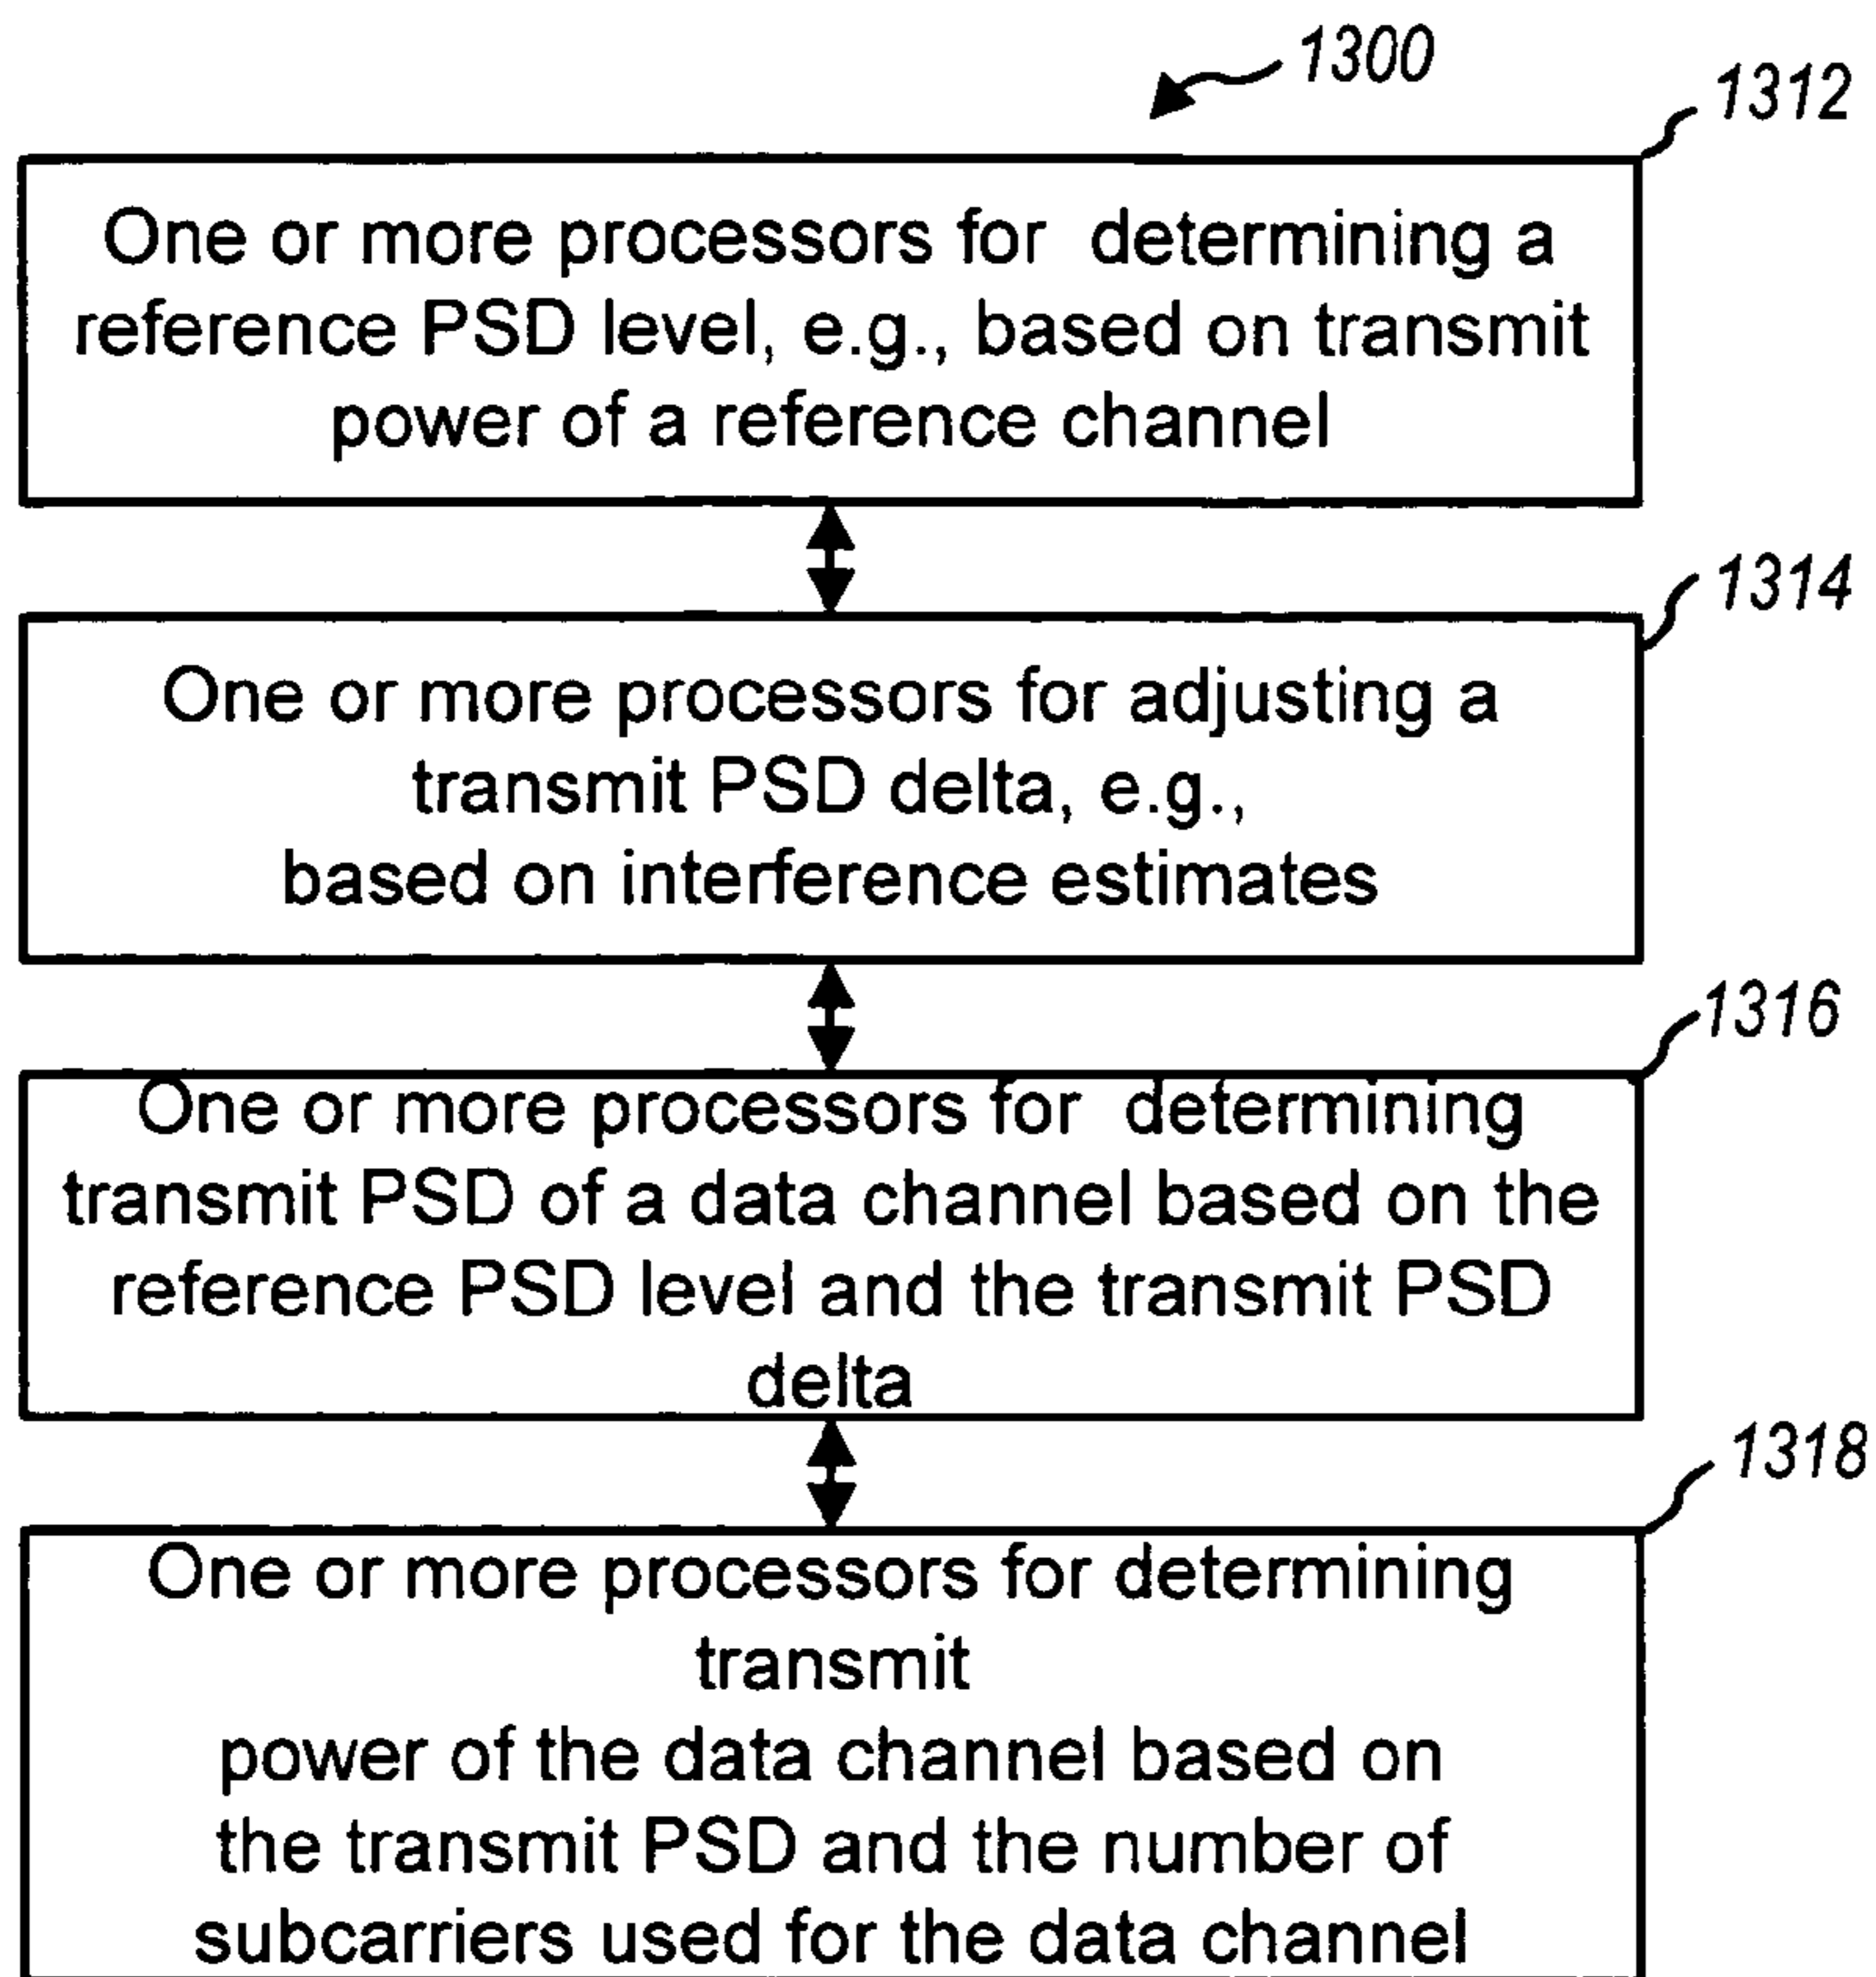 1300
1312
One or more processors for determining a
reference PSD level, e.g., based on transmit
power of a reference channel
1314
One or more processors for adjusting a
transmit PSD delta, e.g.,
based on interference estimates
1316
One or more processors for determining
transmit PSD of a data channel based on the
reference PSD level and the transmit PSD
delta
1318
One or more processors for determining
transmit
power of the data channel based on
the transmit PSD and the number of
subcarriers used for the data channel